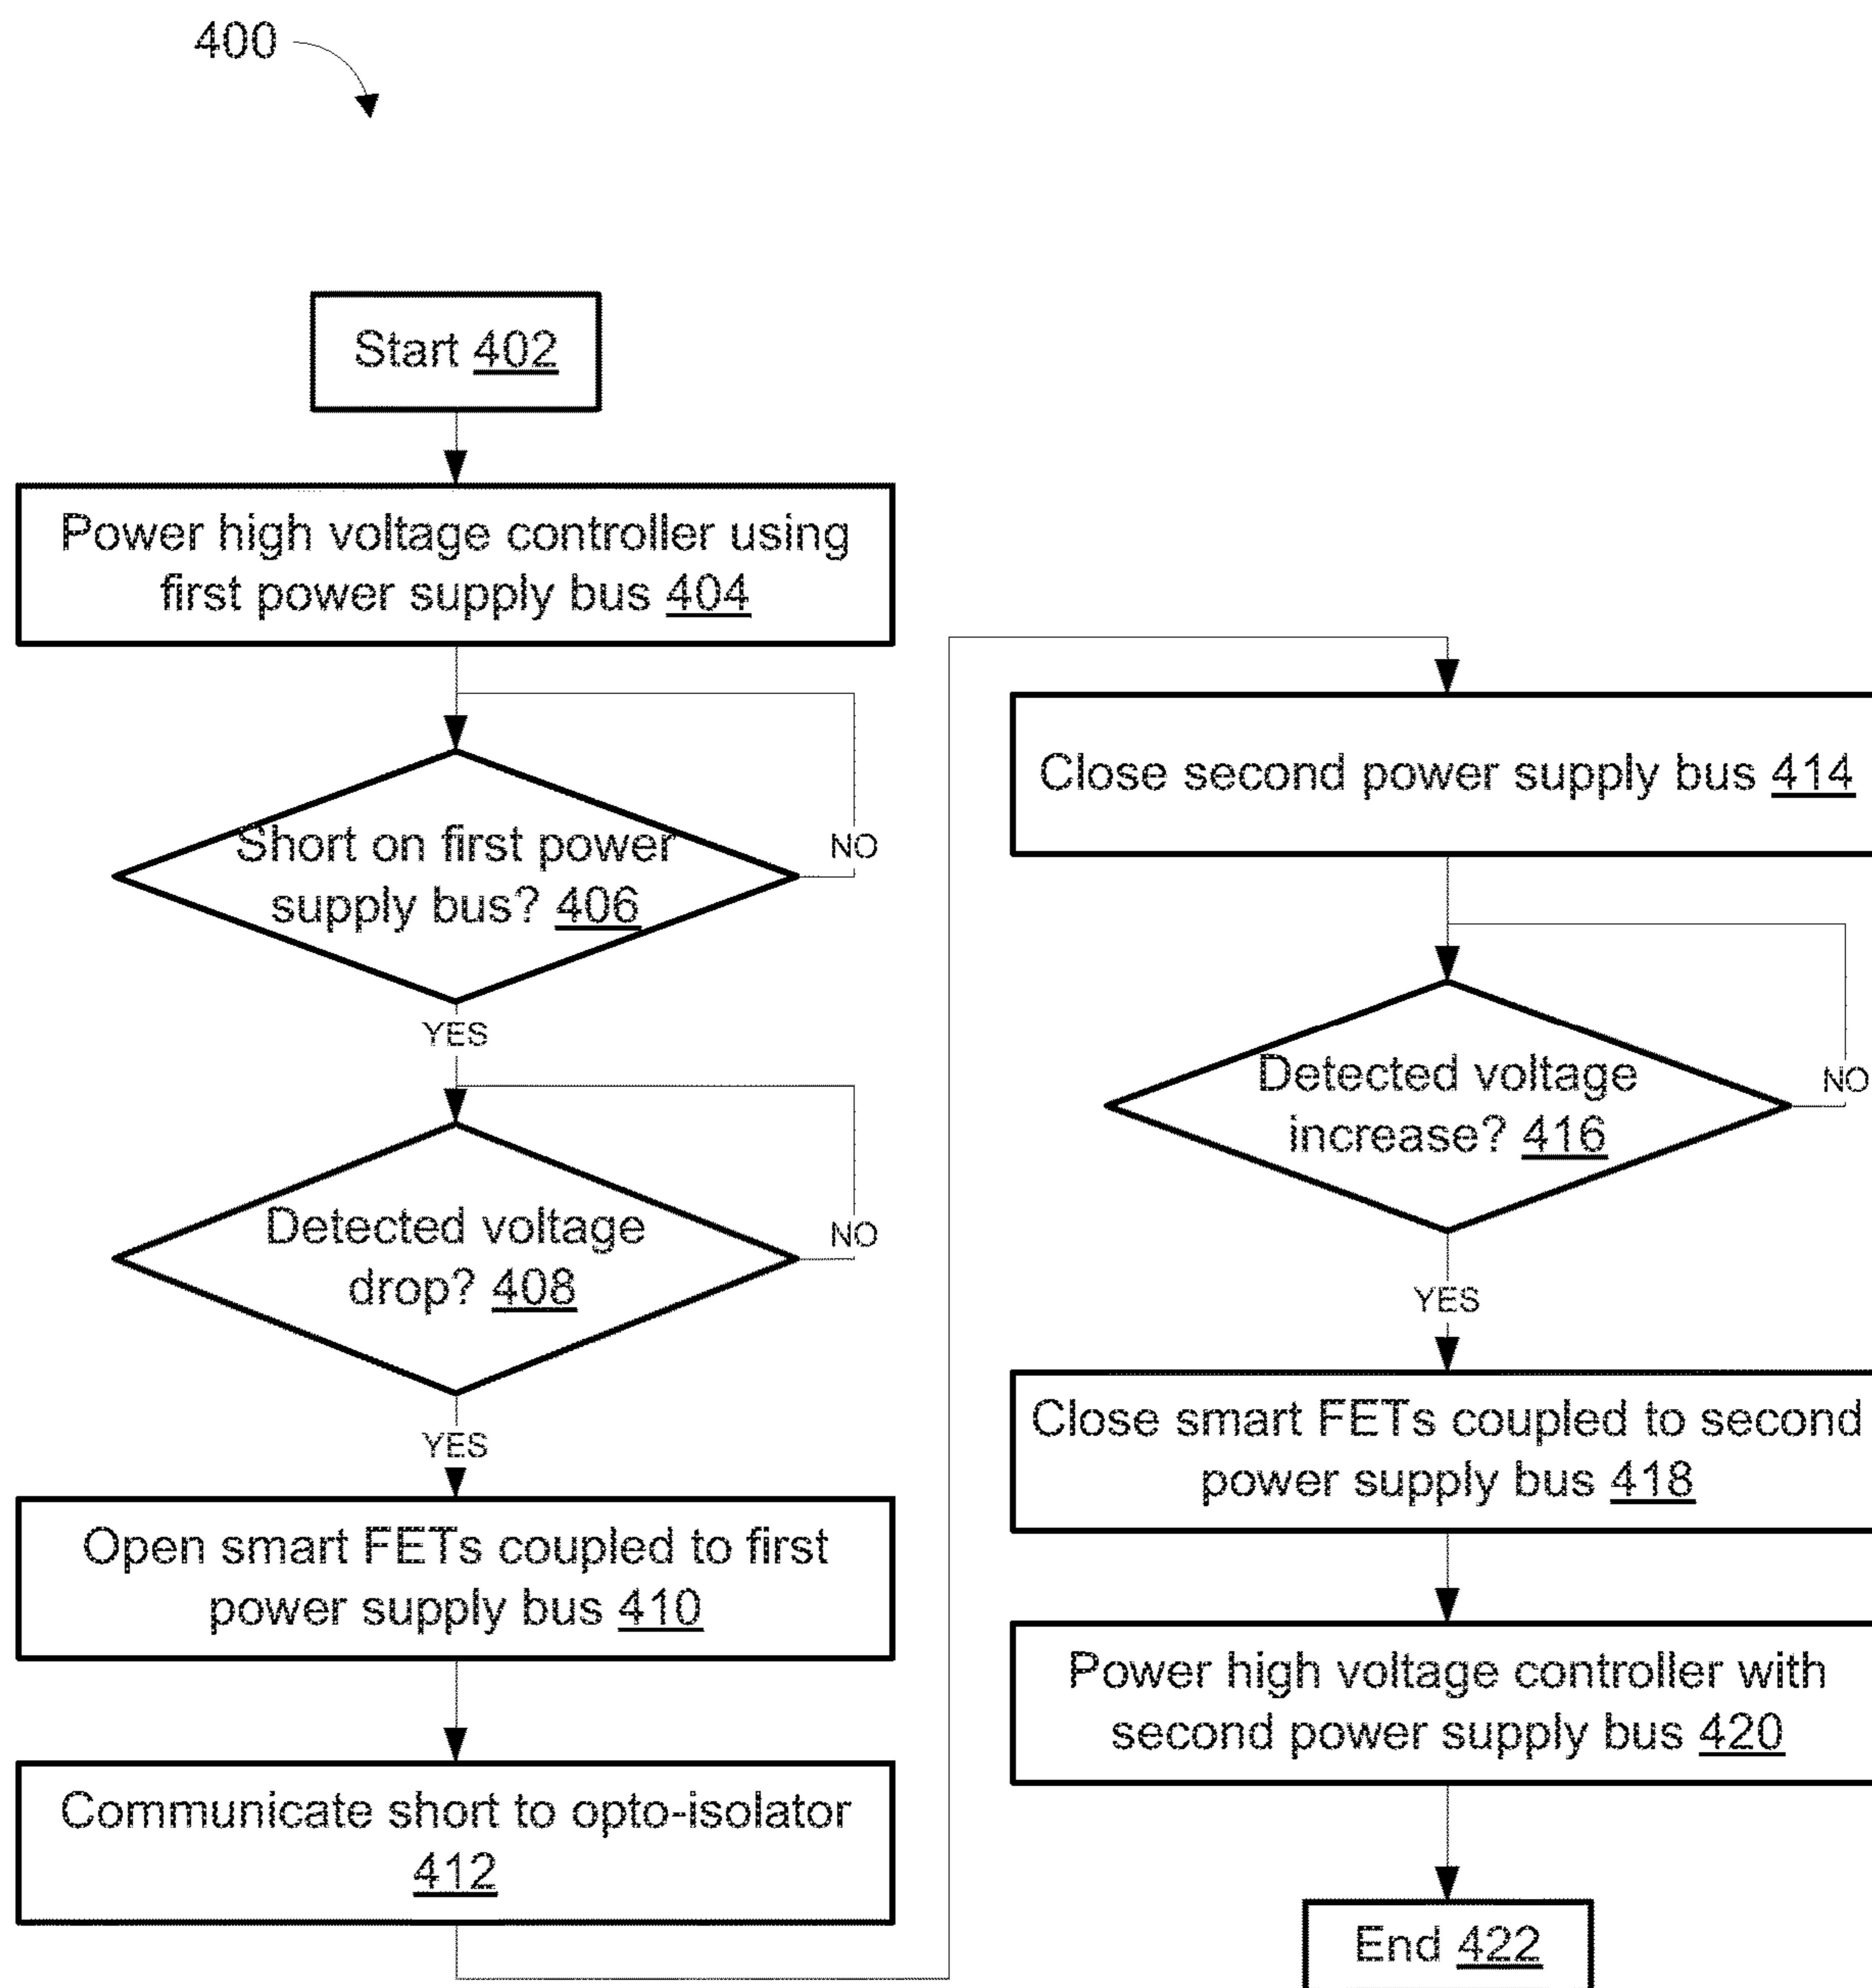 400
Start 402
Power high voltage controller using
first power supply bus 404
Short on first power
supply bus? 406
NO
YES
Detected voltage
drop? 408
NO
YES
Open smart FETs coupled to first
power supply bus 410
Communicate short to opto-isolator
412
Close second power supply bus 414
Detected voltage
increase? 416
NO
YES
Close smart FETs coupled to second
power supply bus 418
Power high voltage controller with
second power supply bus 420
End 422